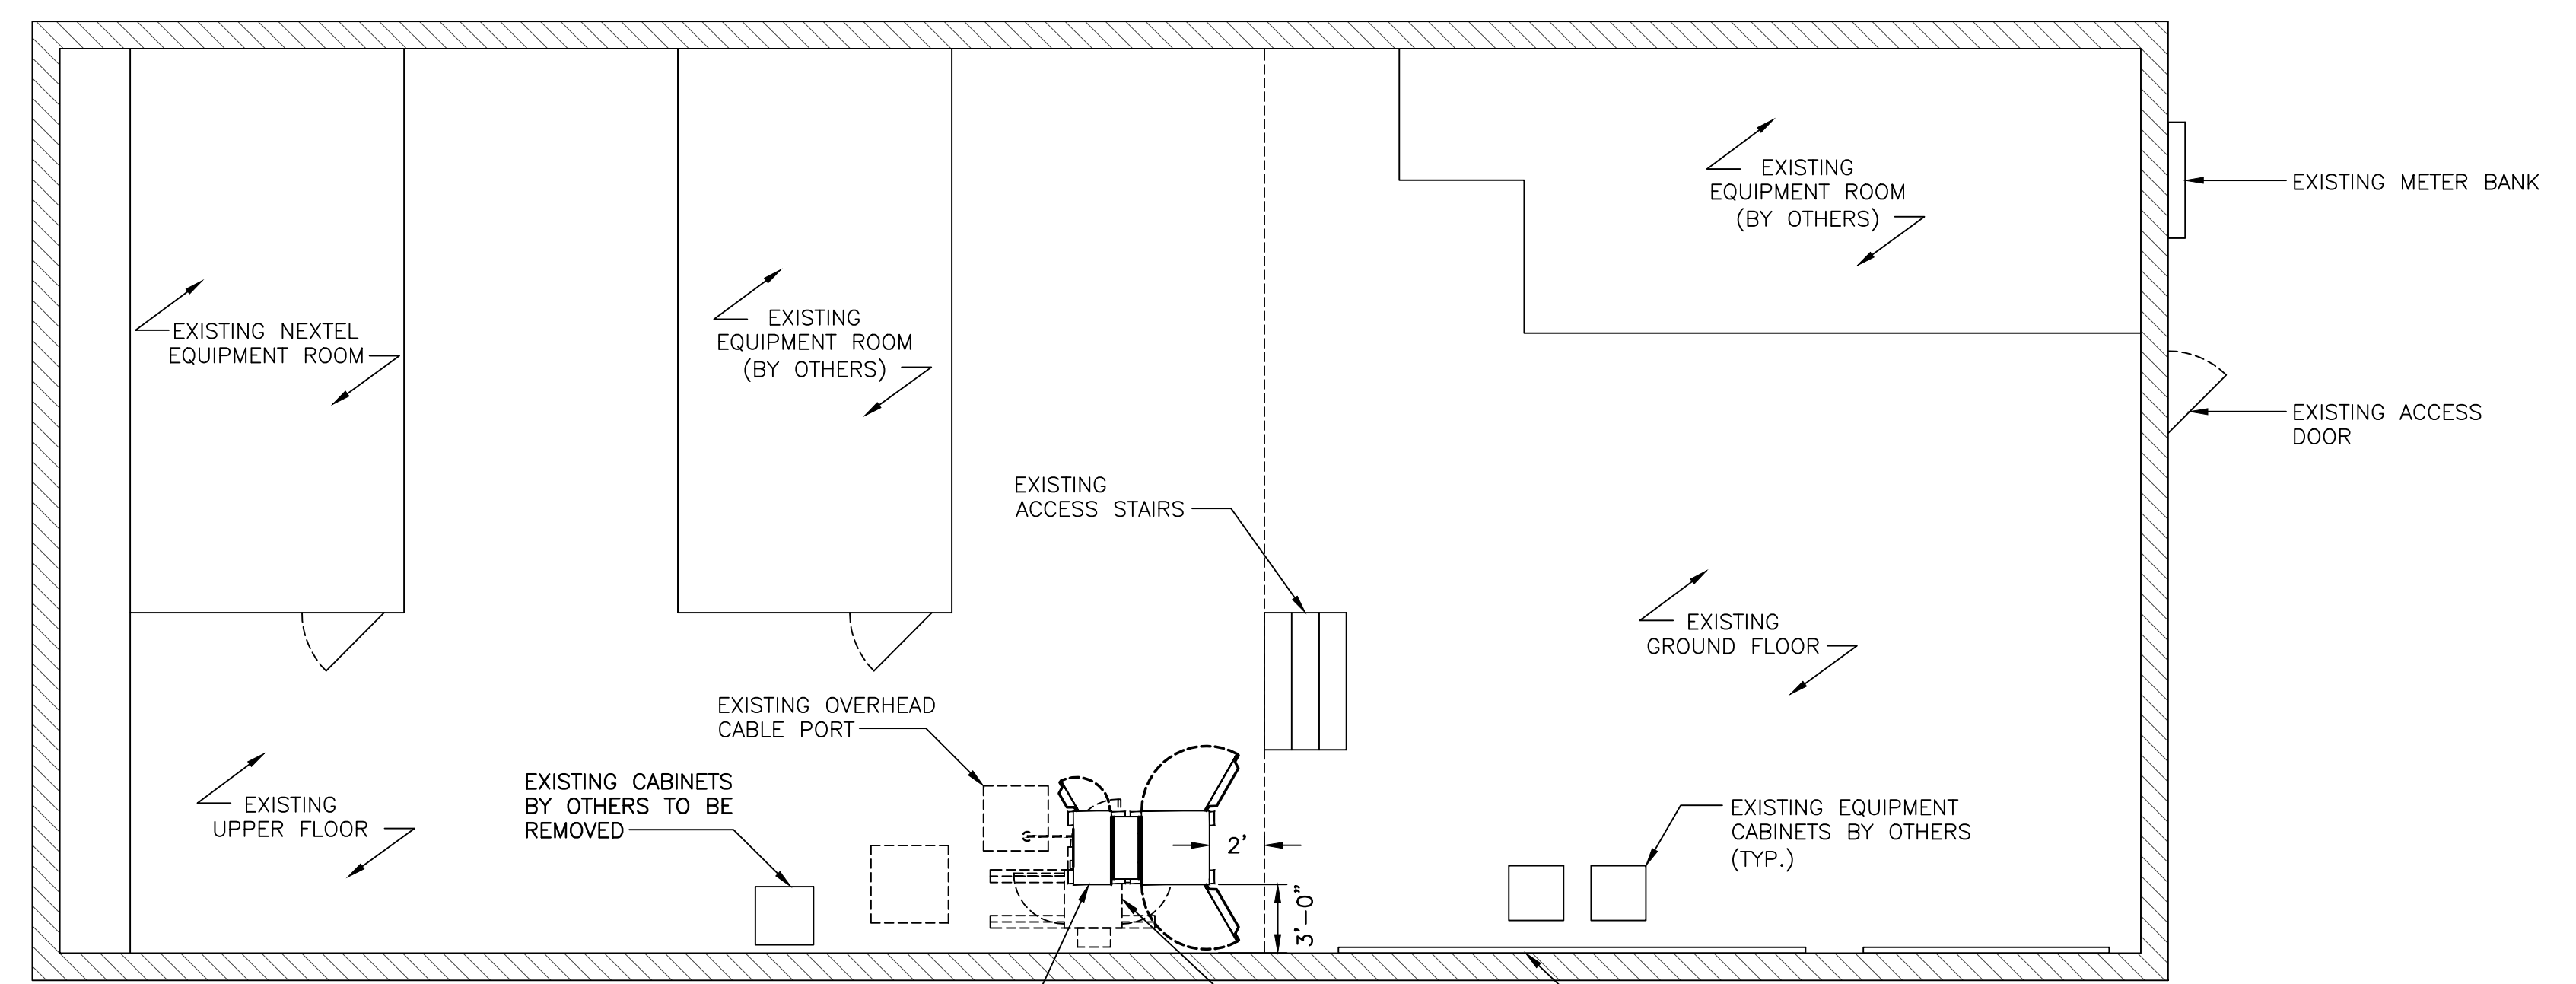 EXISTING
EQUIPMENT ROOM
(BY OTHERS)
EXISTING METER BANK
EXISTING NEXTEL
EQUIPMENT ROOM
EXISTING
EQUIPMENT ROOM
(BY OTHERS)
EXISTING ACCESS
DOOR
EXISTING
ACCESS STAIRS
EXISTING
GROUND FLOOR
EXISTING OVERHEAD
CABLE PORT
EXISTING CABINETS
BY OTHERS TO BE
REMOVED
EXISTING
UPPER FLOOR
2'
3'-0"
EXISTING EQUIPMENT
CABINETS BY OTHERS
(TYP.)